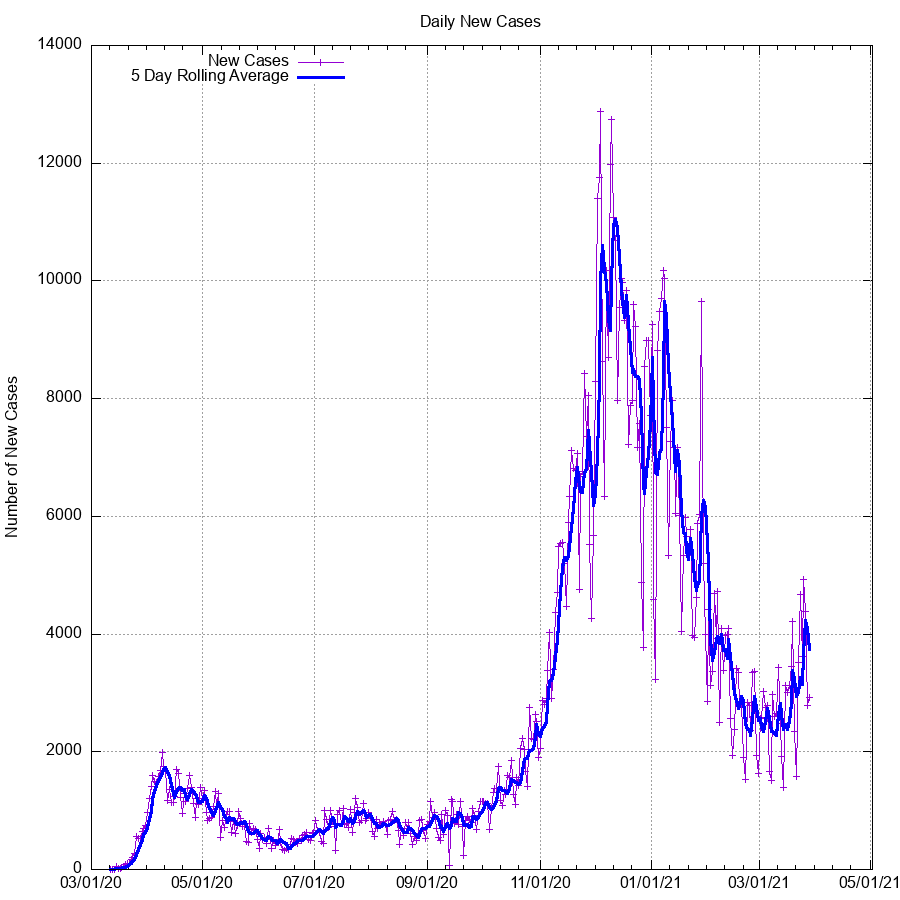 Daily New Cases
New Cases
5 Day Rolling Average
14000
12000
10000
8000
6000
4000
2000
0
Number of New Cases
03/01/20 05/01/20 07/01/20 09/01/20 11/01/20 01/01/21 03/01/21 05/01/21